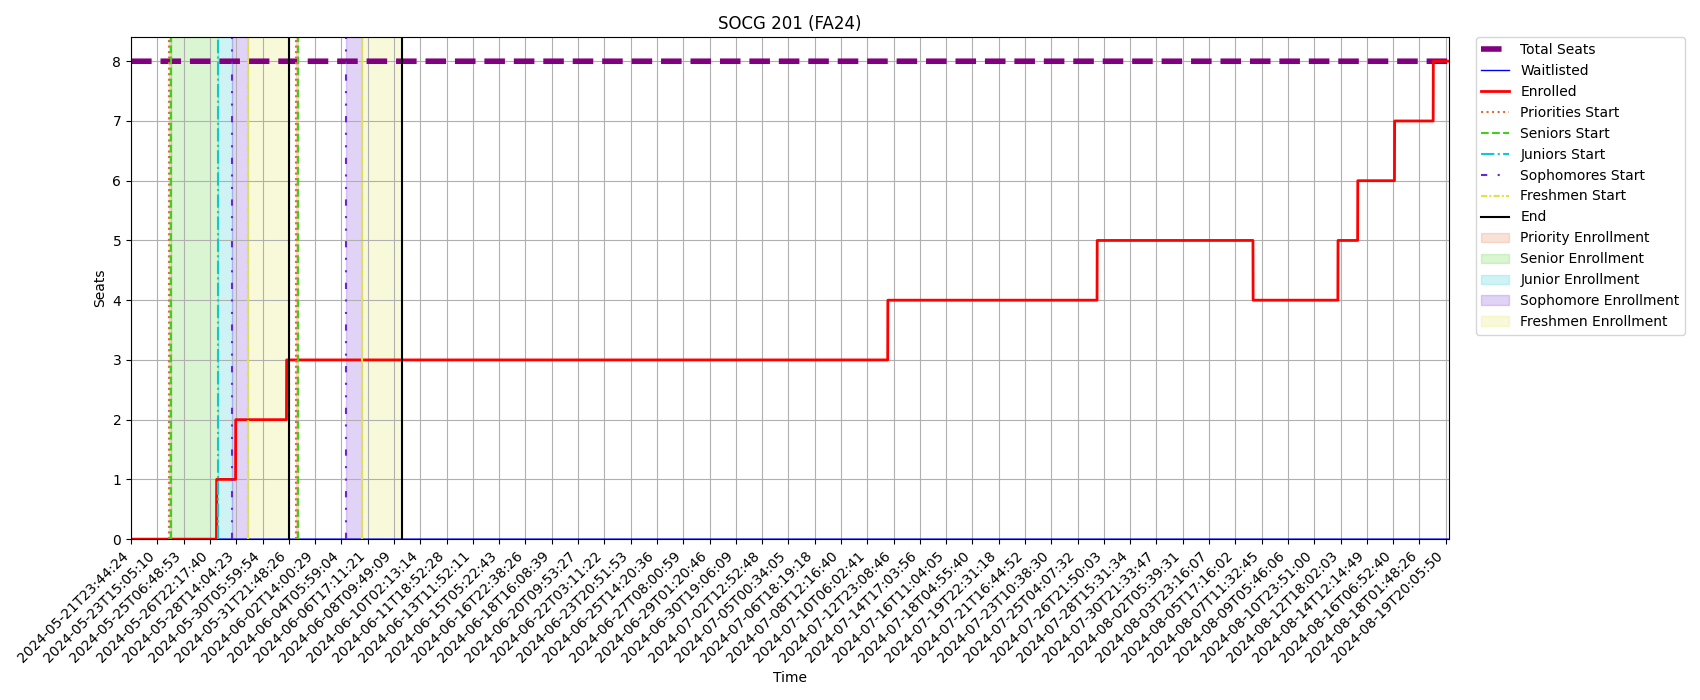 SOCG 201 (FA24)
Seats
8
7
6
5
4
3
2
1
0
2024-05-21T23:44:24
2024-05-23T15:05:10
2024-05-25T06:48:53
2024-05-26T22:17:40
2024-05-28T14:04:23
2024-05-30T05:59:54
2024-05-31T21:48:26
2024-06-02T14:00:29
2024-06-04T05:59:04
2024-06-06T17:11:21
2024-06-08T09:49:09
2024-06-10T02:13:14
2024-06-11T18:52:28
2024-06-13T11:52:11
2024-06-15T05:22:43
2024-06-16T22:38:26
2024-06-18T16:08:39
2024-06-20T09:53:27
2024-06-22T03:11:22
2024-06-23T20:51:53
2024-06-25T14:20:36
2024-06-27T08:00:59
2024-06-29T01:20:46
2024-06-30T19:06:09
2024-07-02T12:52:48
2024-07-05T00:34:05
2024-07-06T18:19:18
2024-07-08T12:16:40
2024-07-10T06:02:41
2024-07-12T23:08:46
2024-07-14T17:03:56
2024-07-16T11:04:05
2024-07-18T04:55:40
2024-07-19T22:31:18
2024-07-21T16:44:52
2024-07-23T10:38:30
2024-07-25T04:07:32
2024-07-26T21:50:03
2024-07-28T15:31:34
2024-07-30T21:33:47
2024-08-02T05:39:31
2024-08-03T23:16:07
2024-08-05T17:16:02
2024-08-07T11:32:45
2024-08-09T05:46:06
2024-08-10T23:51:00
2024-08-12T18:02:03
2024-08-14T12:14:49
2024-08-16T06:52:40
2024-08-18T01:48:26
2024-08-19T20:05:50
Time
Total Seats
Waitlisted
Enrolled
Priorities Start
Seniors Start
Juniors Start
Sophomores Start
Freshmen Start
End
Priority Enrollment
Senior Enrollment
Junior Enrollment
Sophomore Enrollment
Freshmen Enrollment